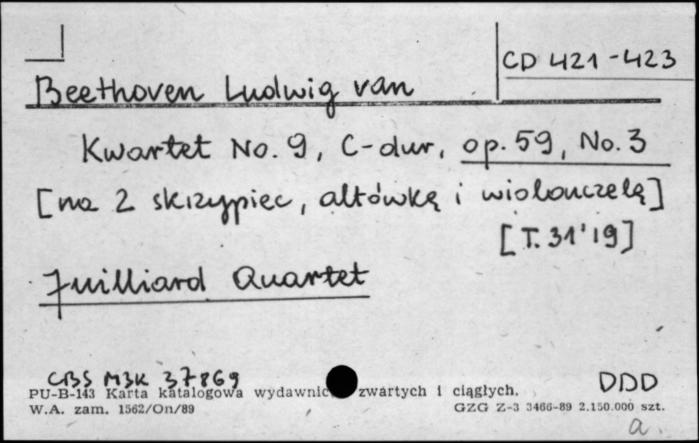 CD 421-423
Beethoven Ludwig van
Kwartet No. 9, C-dur, op. 59, No. 3
[na 2 skrzypiec, altówkę i wiolonczelę]
[T. 31'19]
Juilliard Quartet
CBS M3K 37869
DDD
PU-B-143 Karta katalogowa wydawnic zwartych i ciągłych.
W.A. zam. 1562/On/89 GZG Z-3 3466-89 2.150.000 szt.
a.